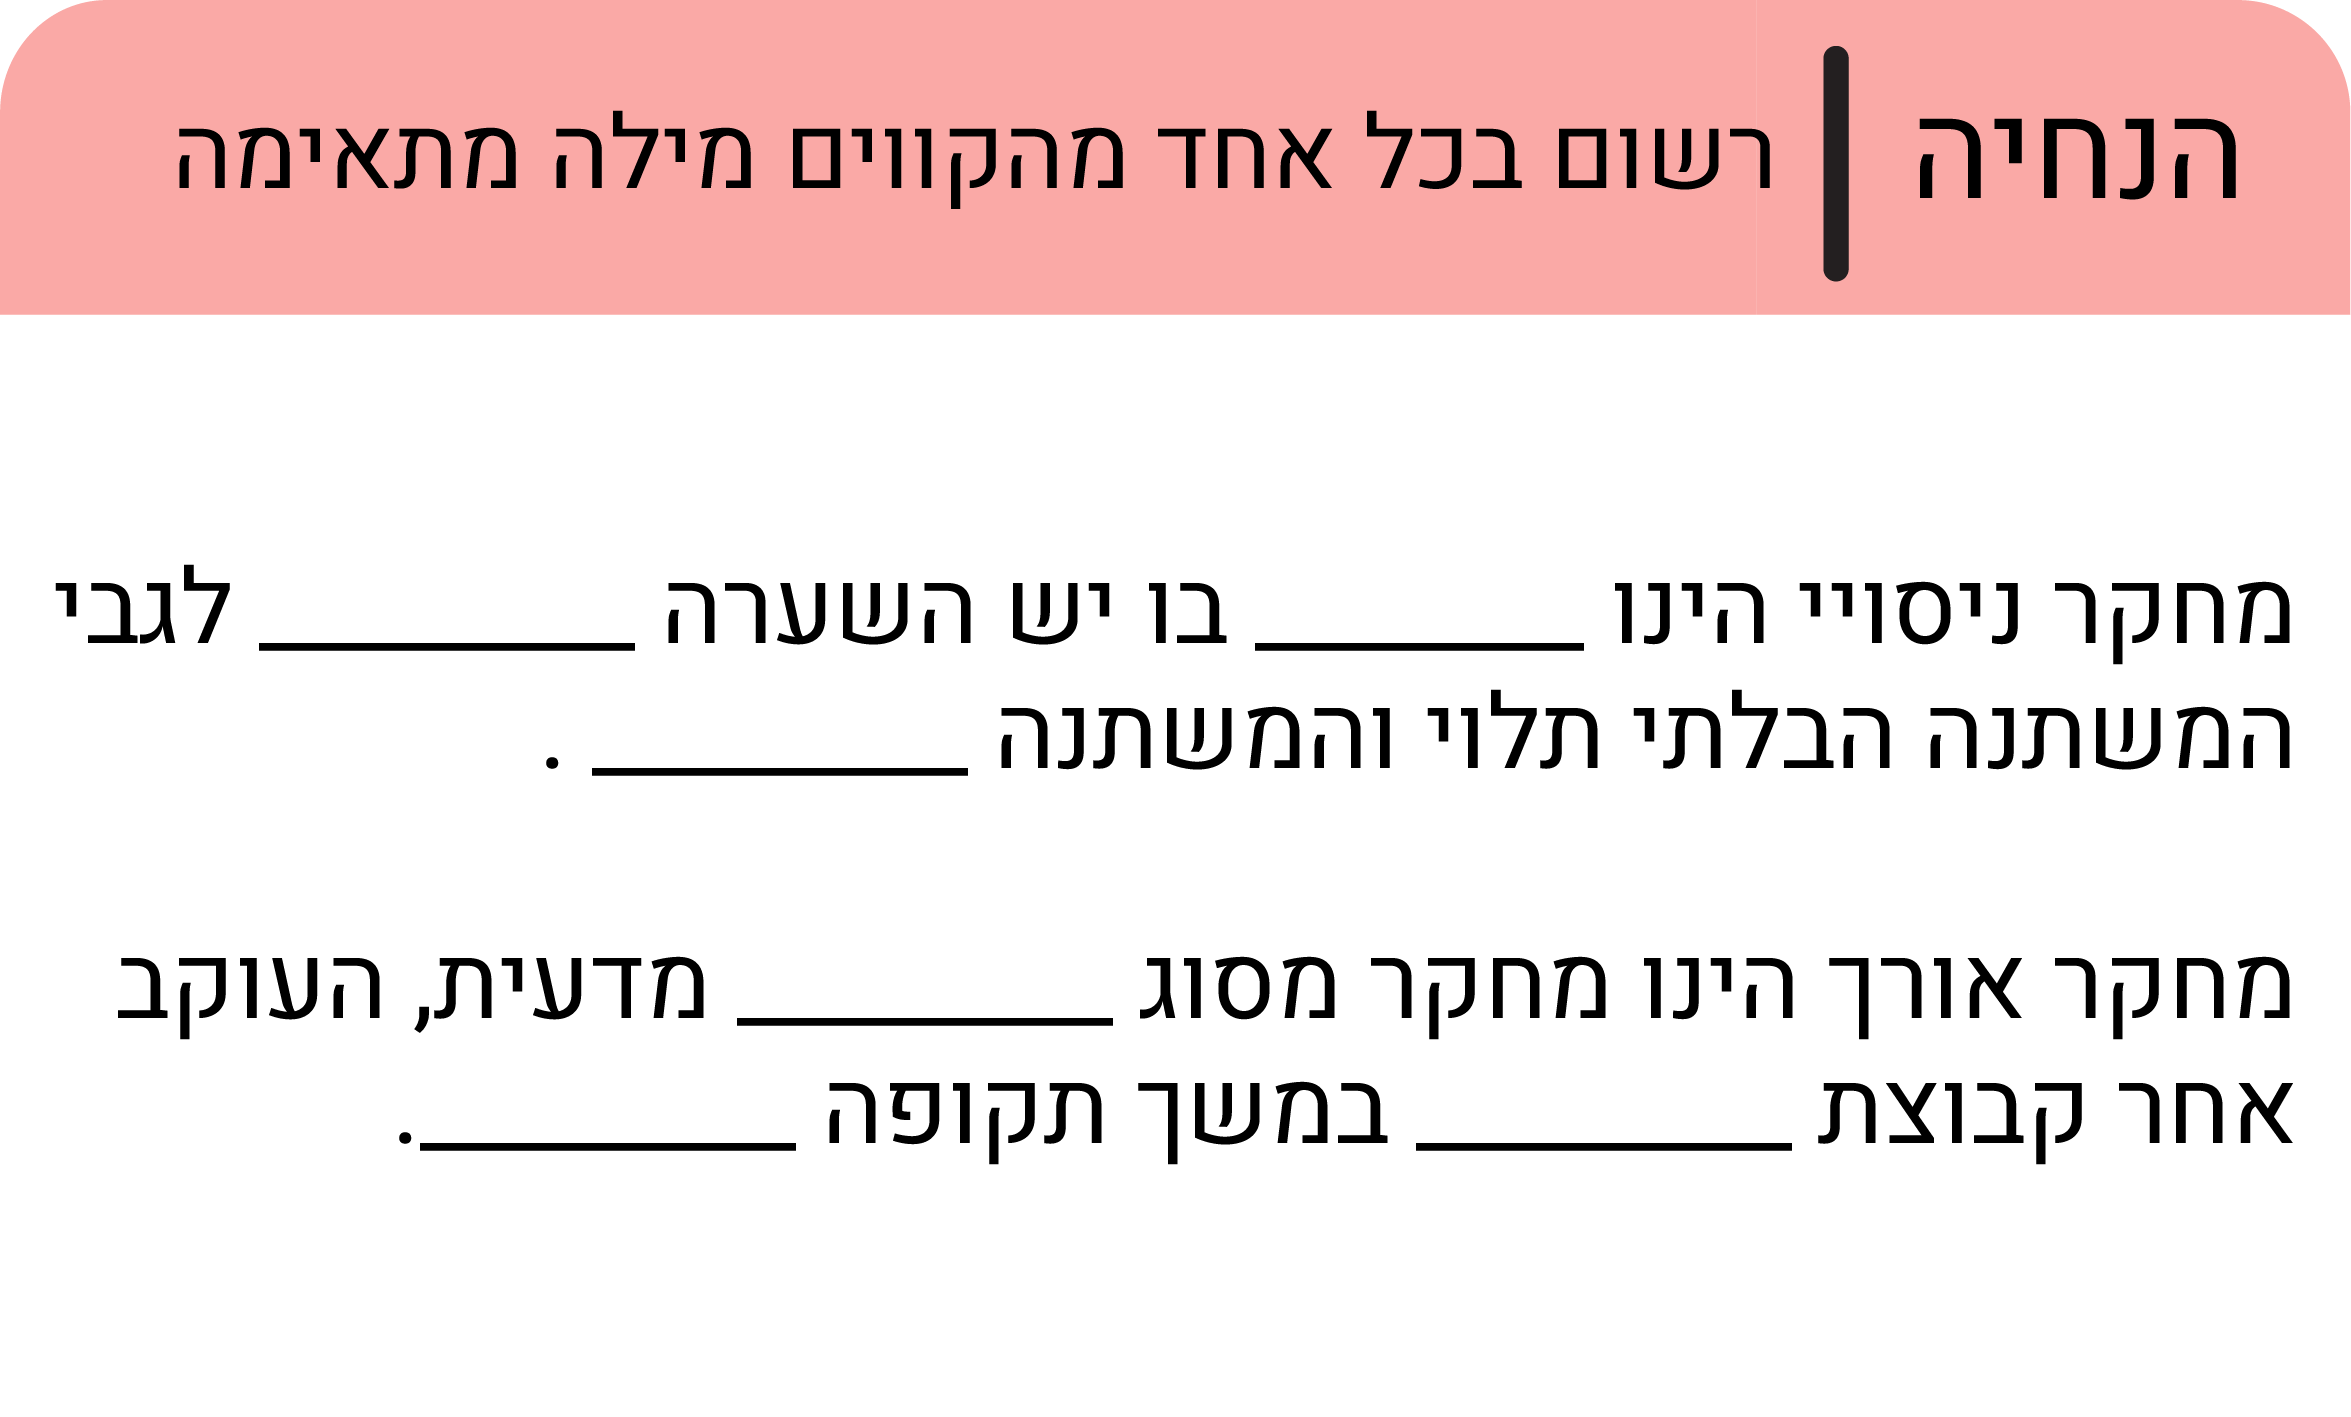 הנחיה | רשום בכל אחד מהקווים מילה מתאימה
מחקר ניסויי הינו _______ בו יש השערה ________ לגבי
המשתנה הבלתי תלוי והמשתנה ________ .
מחקר אורך הינו מחקר מסוג ________ מדעית, העוקב
אחר קבוצת ________ במשך תקופה ________.